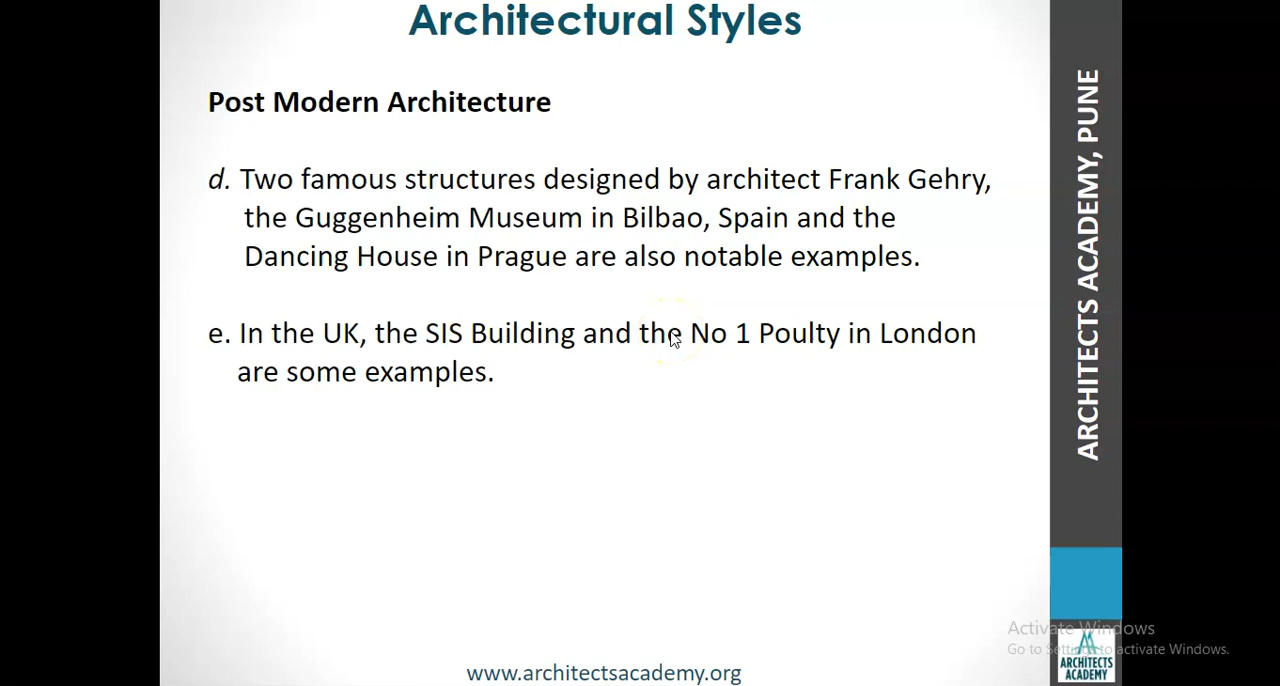 Architectural Styles
Post Modern Architecture
d. Two famous structures designed by architect Frank Gehry,
the Guggenheim Museum in Bilbao, Spain and the
Dancing House in Prague are also notable examples.
e. In the UK, the SIS Building and the No 1 Poulty in London
are some examples.
www.architectsacademy.org
ARCHITECTS ACADEMY, PUNE
Activate Windows
Go to Settings to activate Windows.
ARCHITECTS
ACADEMY